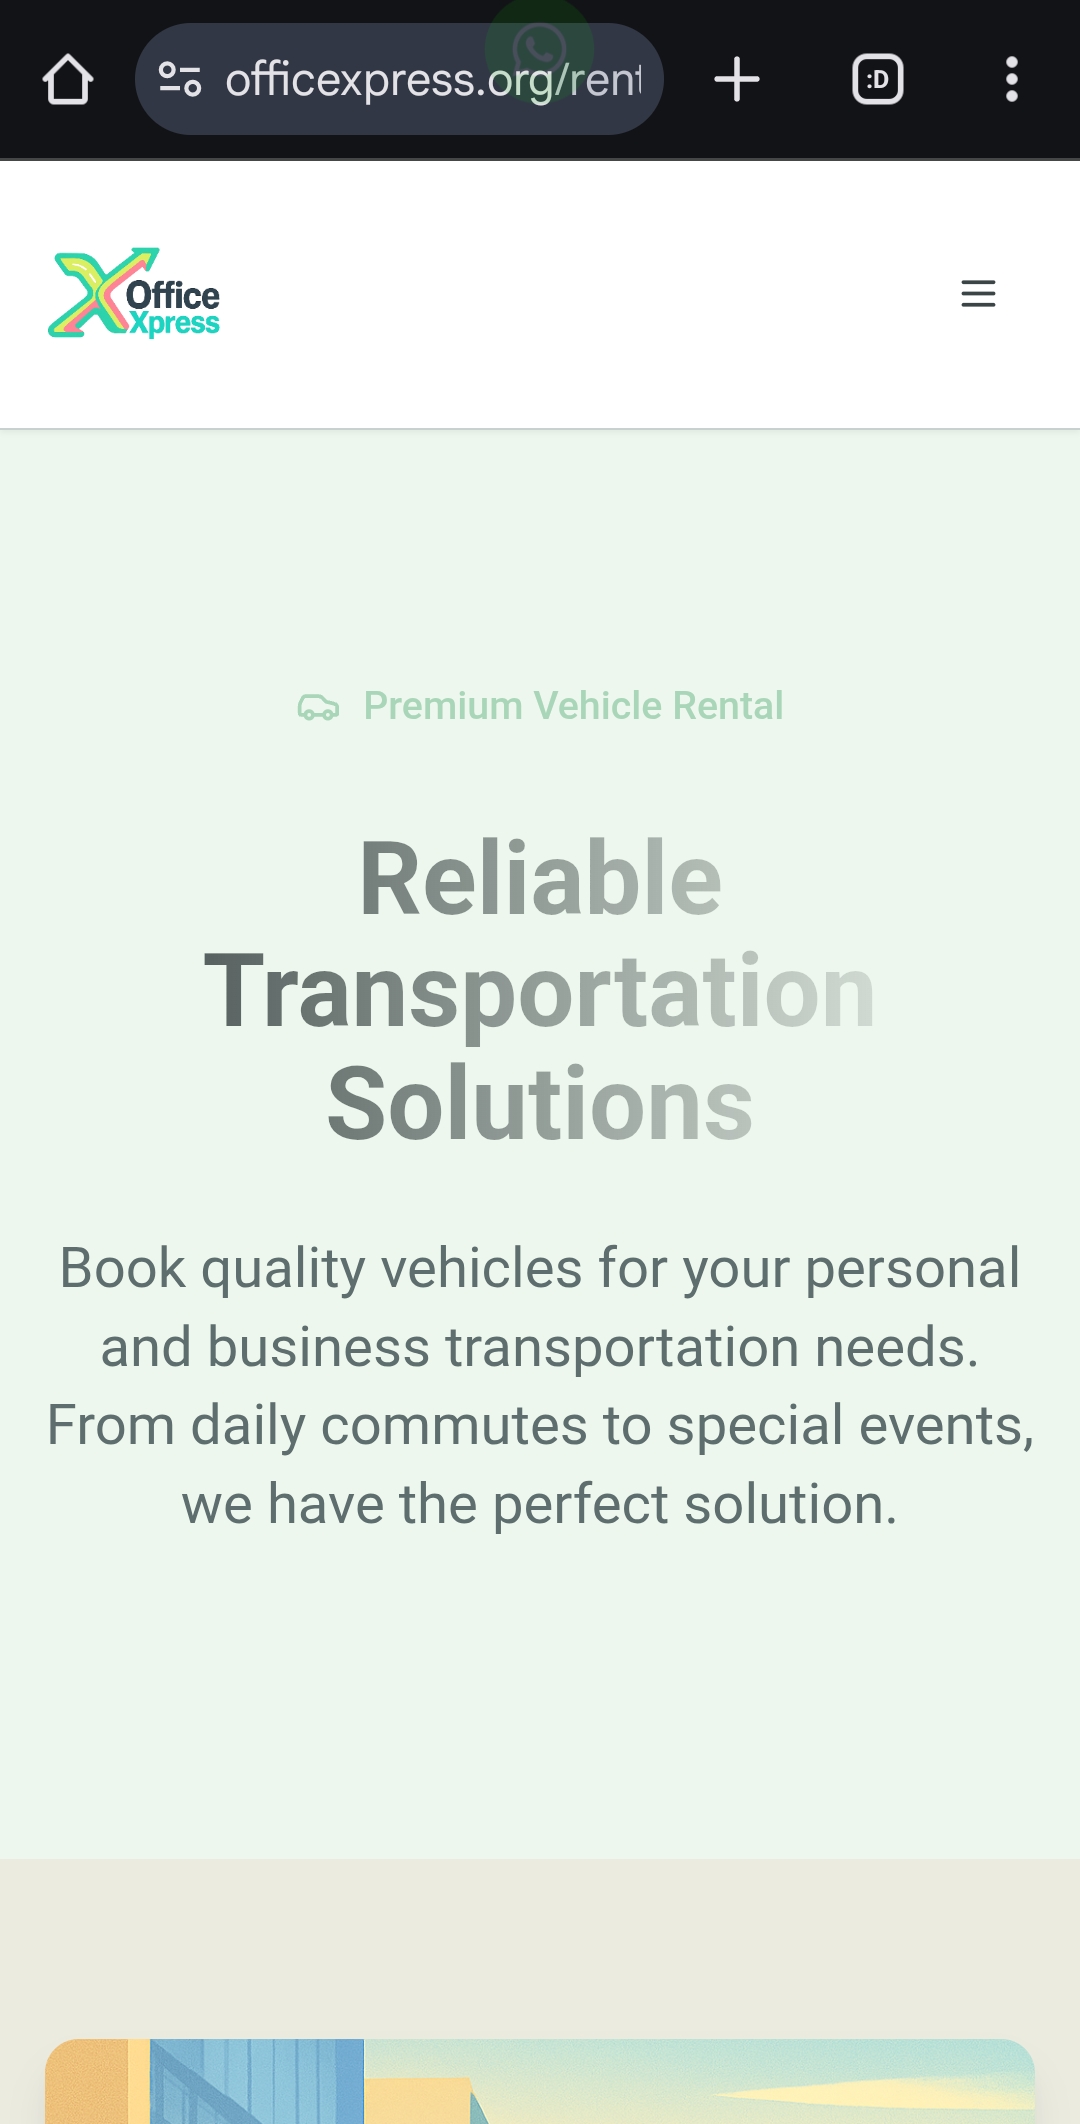 officexpress.org/rent
:D
Office
Xpress
Premium Vehicle Rental
Reliable
Transportation
Solutions
Book quality vehicles for your personal
and business transportation needs.
From daily commutes to special events,
we have the perfect solution.